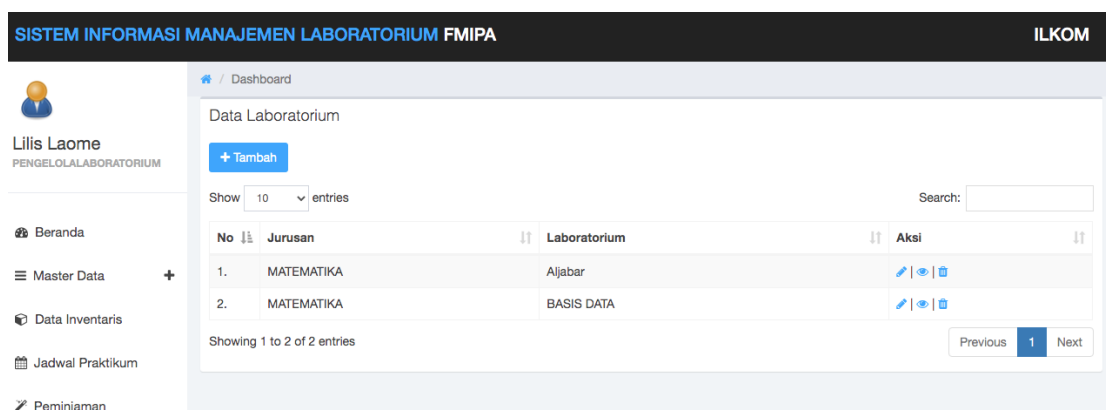 SISTEM INFORMASI MANAJEMEN LABORATORIUM FMIPA ILKOM
/ Dashboard
Lilis Laome
PENGELOLALABORATORIUM
Beranda
Master Data
Data Inventaris
Jadwal Praktikum
Peminjaman
Data Laboratorium
+ Tambah
Show 10 entries Search:
No Jurusan Laboratorium Aksi
1. MATEMATIKA Aljabar | |
2. MATEMATIKA BASIS DATA | |
Showing 1 to 2 of 2 entries Previous 1 Next